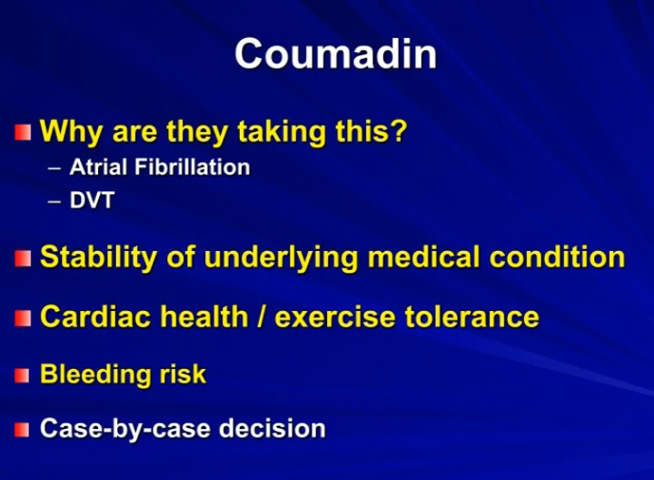 Coumadin
Why are they taking this?
– Atrial Fibrillation
– DVT
Stability of underlying medical condition
Cardiac health / exercise tolerance
Bleeding risk
Case-by-case decision